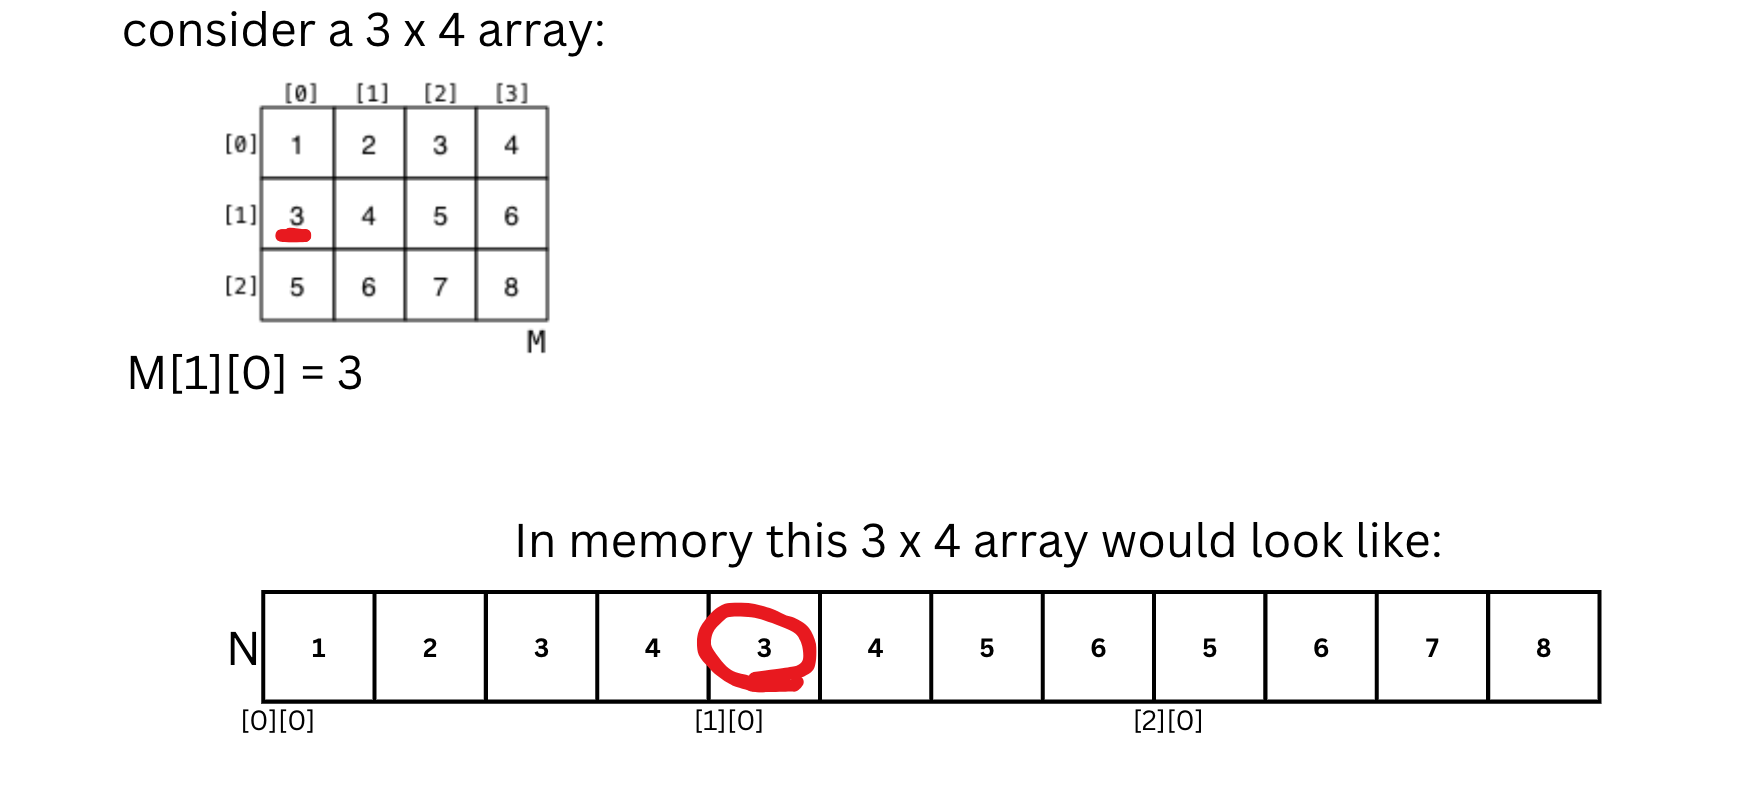 consider a 3 x 4 array:
[0] [1] [2] [3]
[0] 1 2 3 4
[1] 3 4 5 6
[2] 5 6 7 8
M
M[1][0] = 3
In memory this 3 x 4 array would look like:
N 1 2 3 4 3 4 5 6 5 6 7 8
[0][0] [1][0] [2][0]